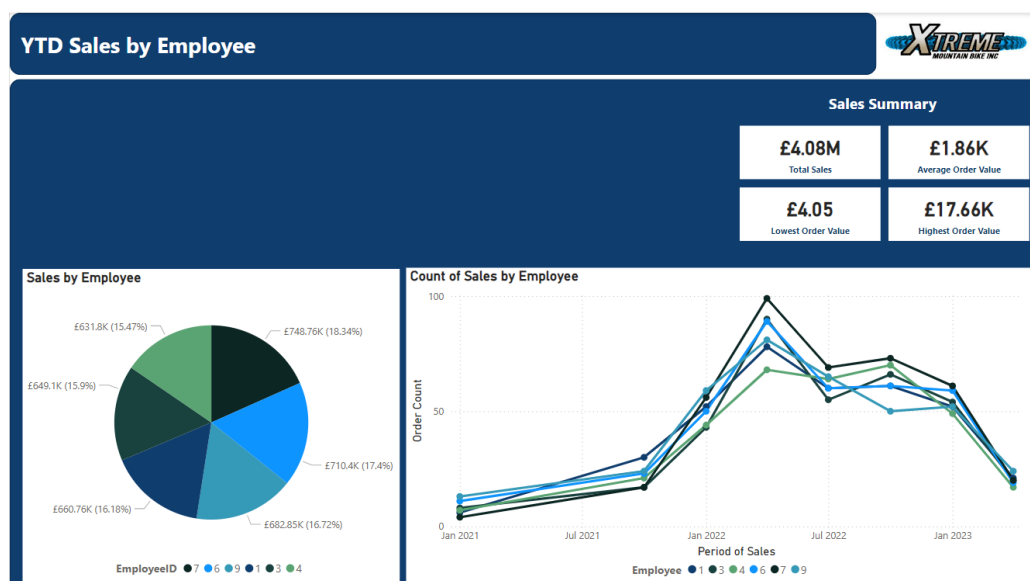 YTD Sales by Employee
XTREME
MOUNTAIN BIKE INC
Sales Summary
£4.08M
Total Sales
£1.86K
Average Order Value
£4.05
Lowest Order Value
£17.66K
Highest Order Value
Sales by Employee
£631.8K (15.47%)
£748.76K (18.34%)
£649.1K (15.9%)
£710.4K (17.4%)
£660.76K (16.18%)
£682.85K (16.72%)
EmployeeID 7 6 9 1 3 4
Count of Sales by Employee
Order Count
100
50
0
Jan 2021 Jul 2021 Jan 2022 Jul 2022 Jan 2023
Period of Sales
Employee 1 3 4 6 7 9